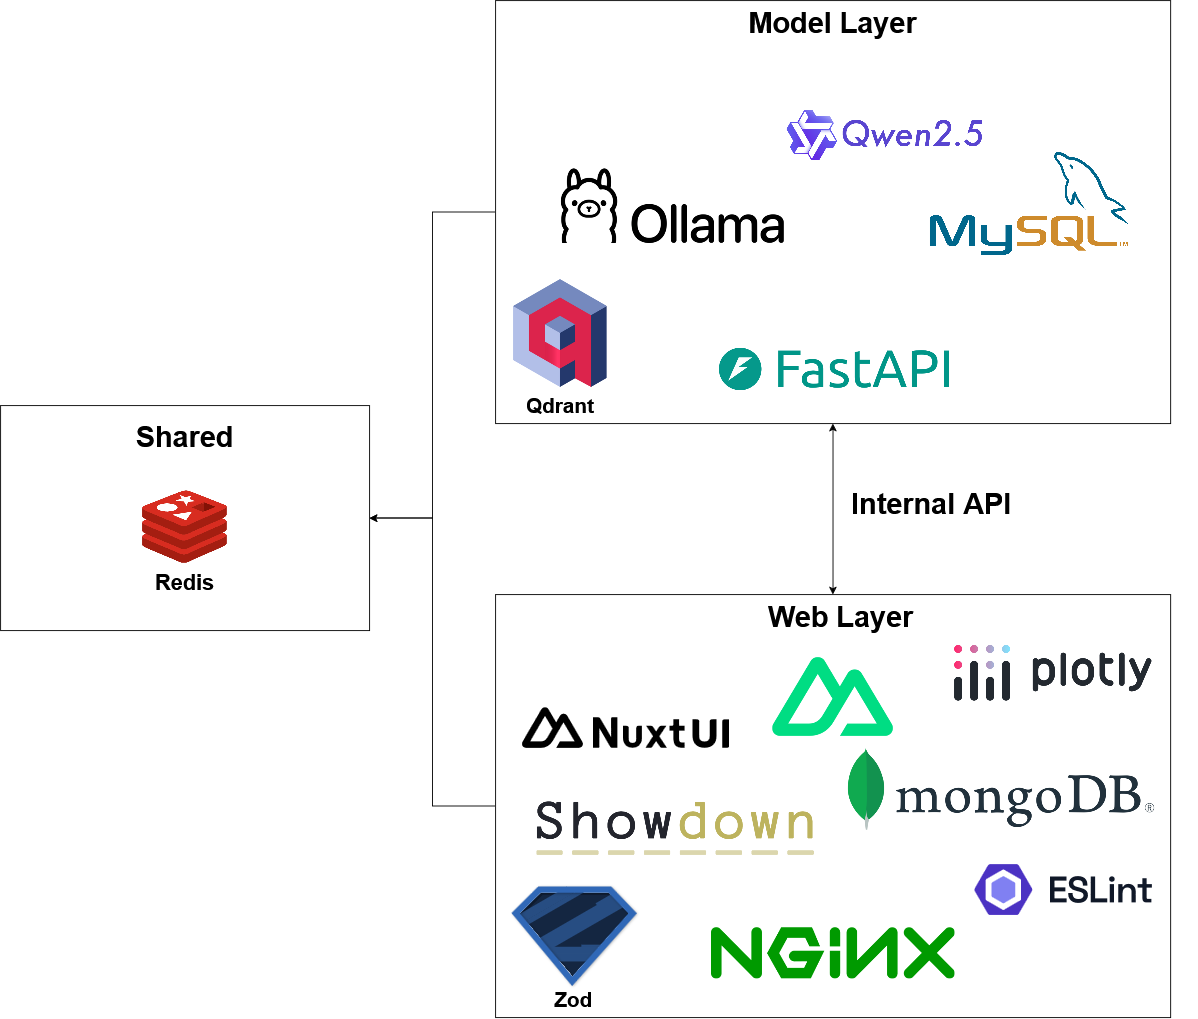 Model Layer
Qwen2.5
Ollama
MySQL™
Qdrant
FastAPI
Shared
Redis
Internal API
Web Layer
plotly
NuxtUI
mongoDB®
Showdown
ESLint
NGiNX
Zod